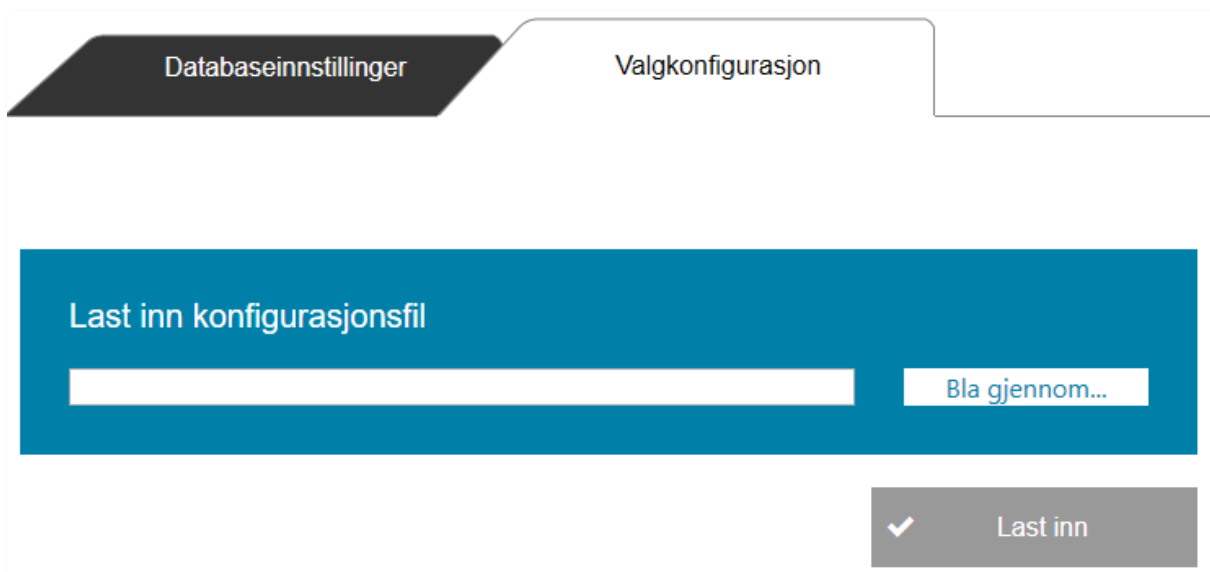 Databaseinnstillinger
Valgkonfigurasjon
Last inn konfigurasjonsfil
Bla gjennom...
Last inn